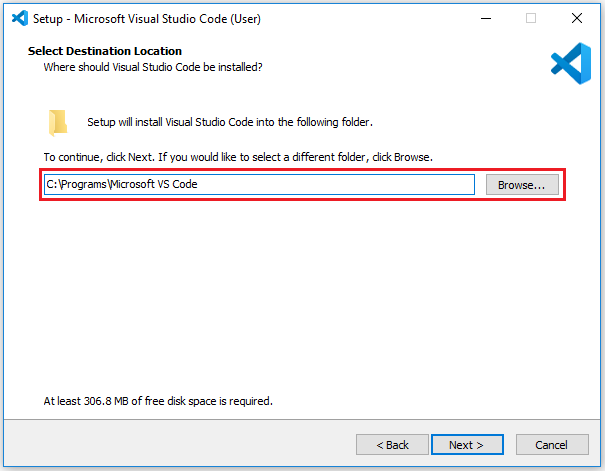 Setup - Microsoft Visual Studio Code (User)
Select Destination Location
Where should Visual Studio Code be installed?
Setup will install Visual Studio Code into the following folder.
To continue, click Next. If you would like to select a different folder, click Browse.
C:\Programs\Microsoft VS Code
Browse...
At least 306.8 MB of free disk space is required.
< Back
Next >
Cancel